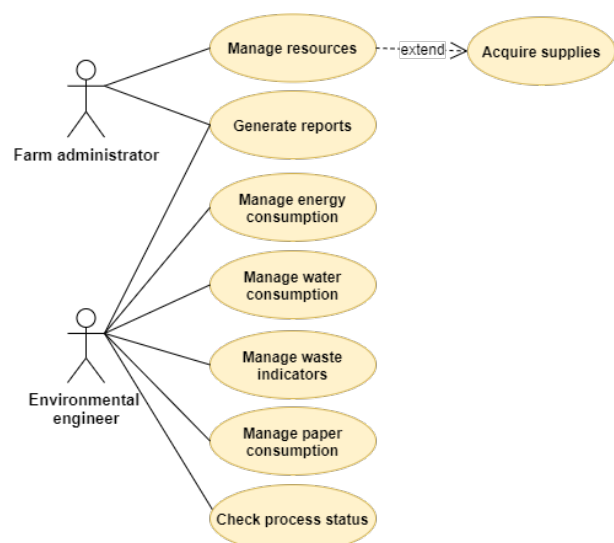 Manage resources
extend
Acquire supplies
Farm administrator
Generate reports
Manage energy
consumption
Manage water
consumption
Environmental
engineer
Manage waste
indicators
Manage paper
consumption
Check process status